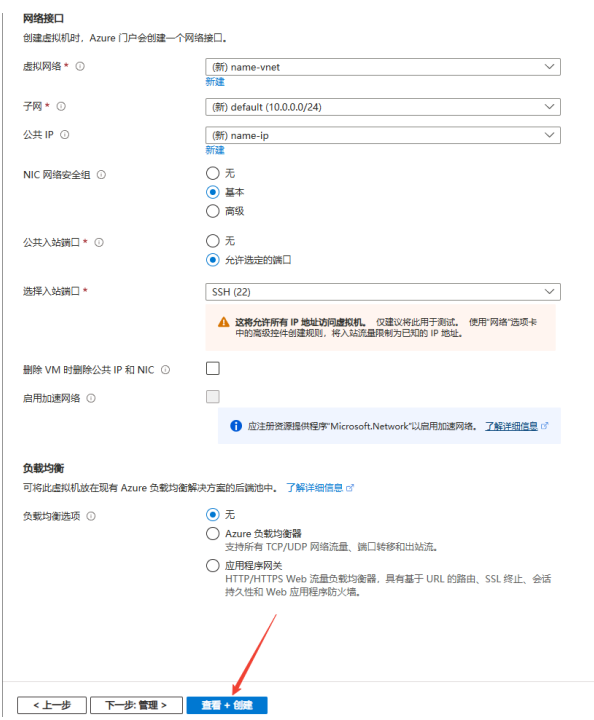 网络接口
创建虚拟机时，Azure 门户会创建一个网络接口。
虚拟网络 *
(新) name-vnet
新建
子网 *
(新) default (10.0.0.0/24)
公共 IP
(新) name-ip
新建
NIC 网络安全组
无
基本
高级
公共入站端口 *
无
允许选定的端口
选择入站端口 *
SSH (22)
这将允许所有 IP 地址访问虚拟机。 仅建议将此用于测试。 使用“网络”选项卡
中的高级控件创建规则，将入站流量限制为已知的 IP 地址。
删除 VM 时删除公共 IP 和 NIC
启用加速网络
应注册资源提供程序“Microsoft.Network”以启用加速网络。 了解详细信息
负载均衡
可将此虚拟机放在现有 Azure 负载均衡解决方案的后端池中。 了解详细信息
负载均衡选项
无
Azure 负载均衡器
支持所有 TCP/UDP 网络流量、端口转移和出站流。
应用程序网关
HTTP/HTTPS Web 流量负载均衡器，具有基于 URL 的路由、SSL 终止、会话
持久性和 Web 应用程序防火墙。
< 上一步
下一步: 管理 >
查看 + 创建